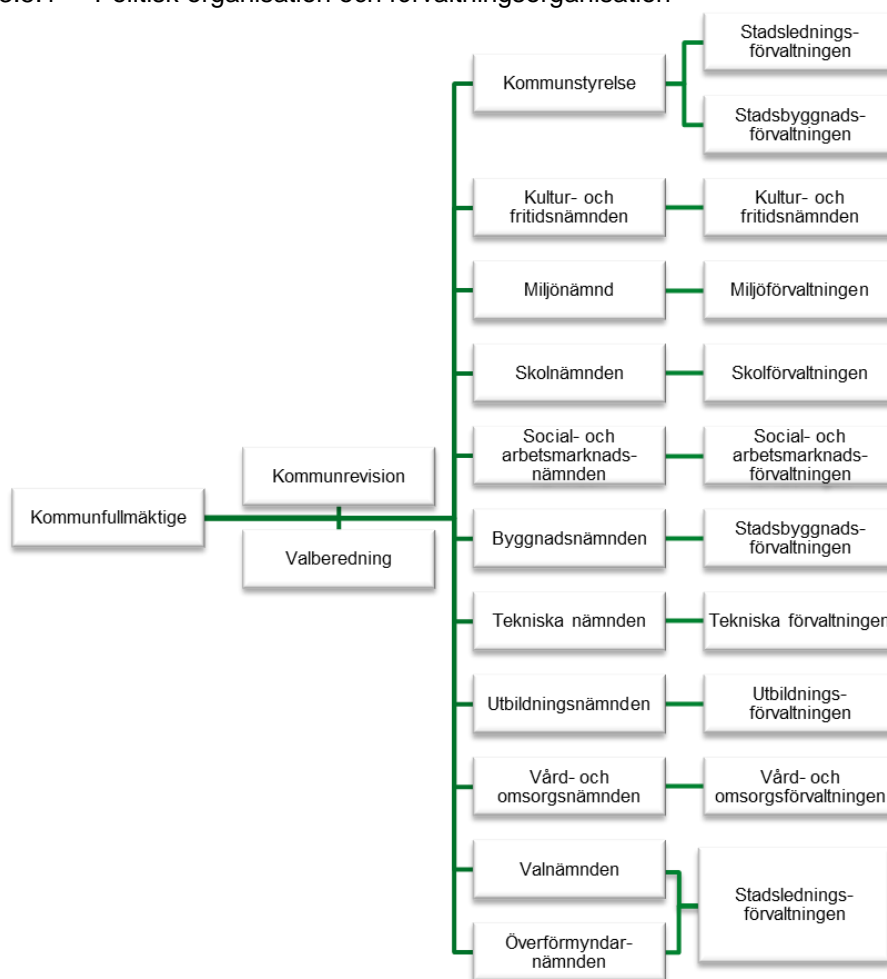 Politisk organisation och förvaltningsorganisation
Stadslednings-
förvaltningen
Kommunstyrelse
Stadsbyggnads-
förvaltningen
Kultur- och
fritidsnämnden
Kultur- och
fritidsnämnden
Miljönämnd
Miljöförvaltningen
Skolnämnden
Skolförvaltningen
Social- och
arbetsmarknads-
nämnden
Social- och
arbetsmarknads-
förvaltningen
Kommunrevision
Kommunfullmäktige
Valberedning
Byggnadsnämnden
Stadsbyggnads-
förvaltningen
Tekniska nämnden
Tekniska förvaltningen
Utbildningsnämnden
Utbildnings-
förvaltningen
Vård- och
omsorgsnämnden
Vård- och
omsorgsförvaltningen
Valnämnden
Stadslednings-
förvaltningen
Överförmyndar-
nämnden